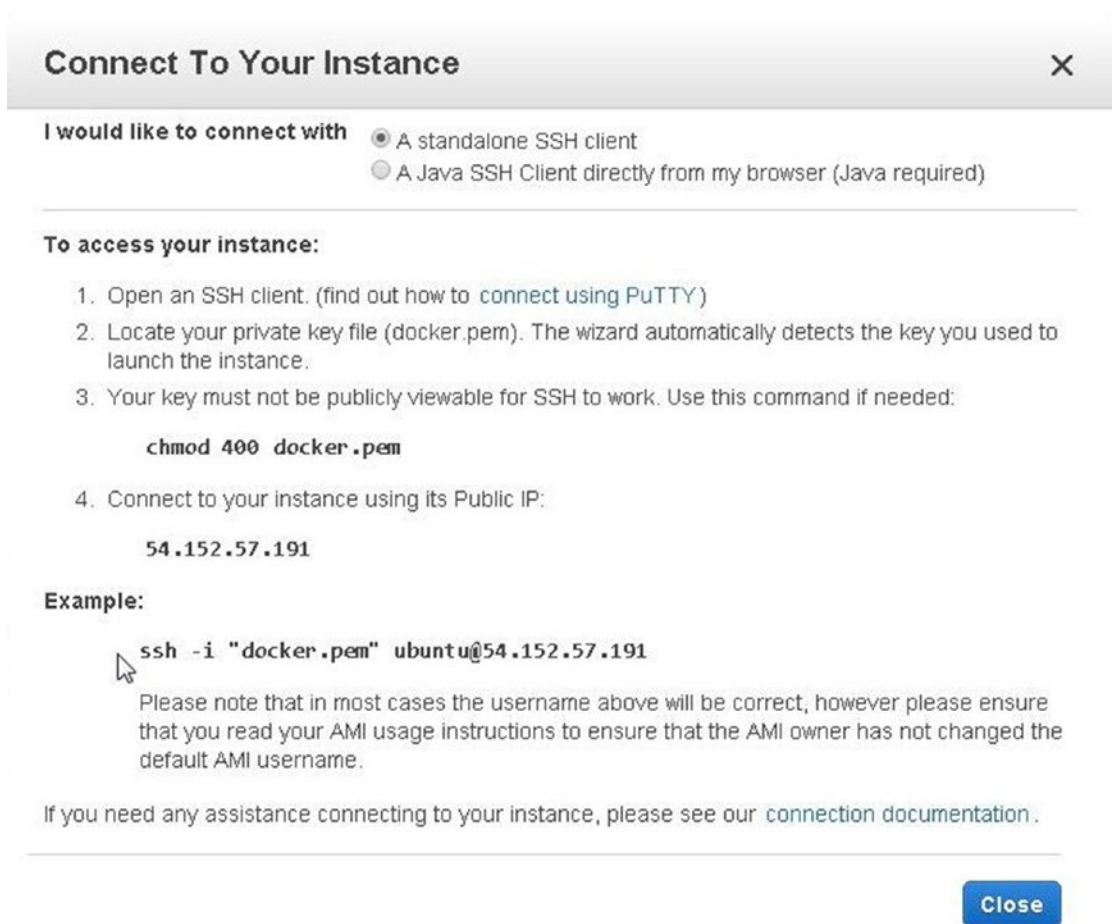 Connect To Your Instance
×
I would like to connect with
A standalone SSH client
A Java SSH Client directly from my browser (Java required)
To access your instance:
1. Open an SSH client. (find out how to connect using PuTTY)
2. Locate your private key file (docker.pem). The wizard automatically detects the key you used to
launch the instance.
3. Your key must not be publicly viewable for SSH to work. Use this command if needed:
chmod 400 docker.pem
4. Connect to your instance using its Public IP:
54.152.57.191
Example:
ssh -i "docker.pem" ubuntu@54.152.57.191
Please note that in most cases the username above will be correct, however please ensure
that you read your AMI usage instructions to ensure that the AMI owner has not changed the
default AMI username.
If you need any assistance connecting to your instance, please see our connection documentation.
Close